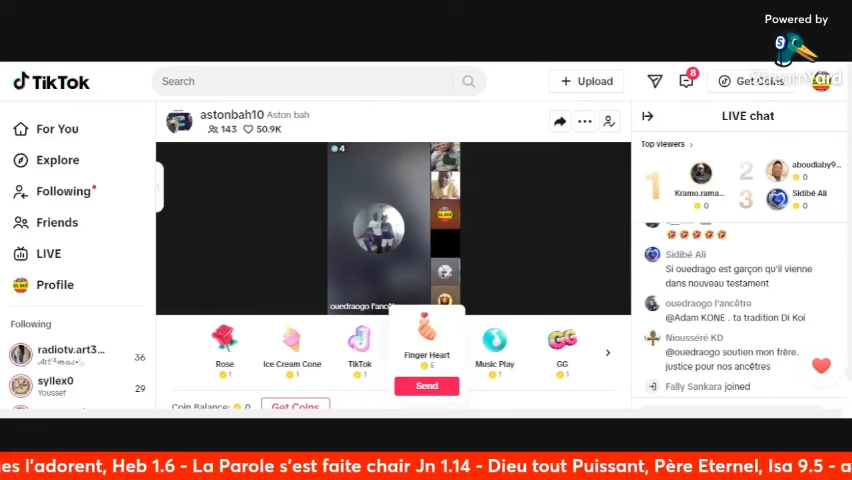 Powered by
StreamYard
TikTok
Search
Upload
8
Get Coins
For You
Explore
Following
Friends
LIVE
Profile
Following
radiotv.art3...
36
syllex0
Youssef
29
astonbah10 Aston bah
143 50.9K
4
ouedraogo l'ancêt
Rose
1
Ice Cream Cone
1
TikTok
1
Finger Heart
5
Send
Music Play
1
GG
GG
1
Coin Balance: 0 Get Coins
LIVE chat
Top viewers
1
Kramo.rama...
0
2
aboudiaby9...
0
3
Sidibé Ali
0
Sidibé Ali
Si ouedrago est garçon qu'il vienne
dans nouveau testament
ouedraogo l'ancêtre
@Adam KONE . ta tradition Di Koi
Niousséré KD
@ouedraogo soutien mon frère.
justice pour nos ancêtres
Fally Sankara joined
es l'adorent, Heb 1.6 - La Parole s'est faite chair Jn 1.14 - Dieu tout Puissant, Père Eternel, Isa 9.5 - a